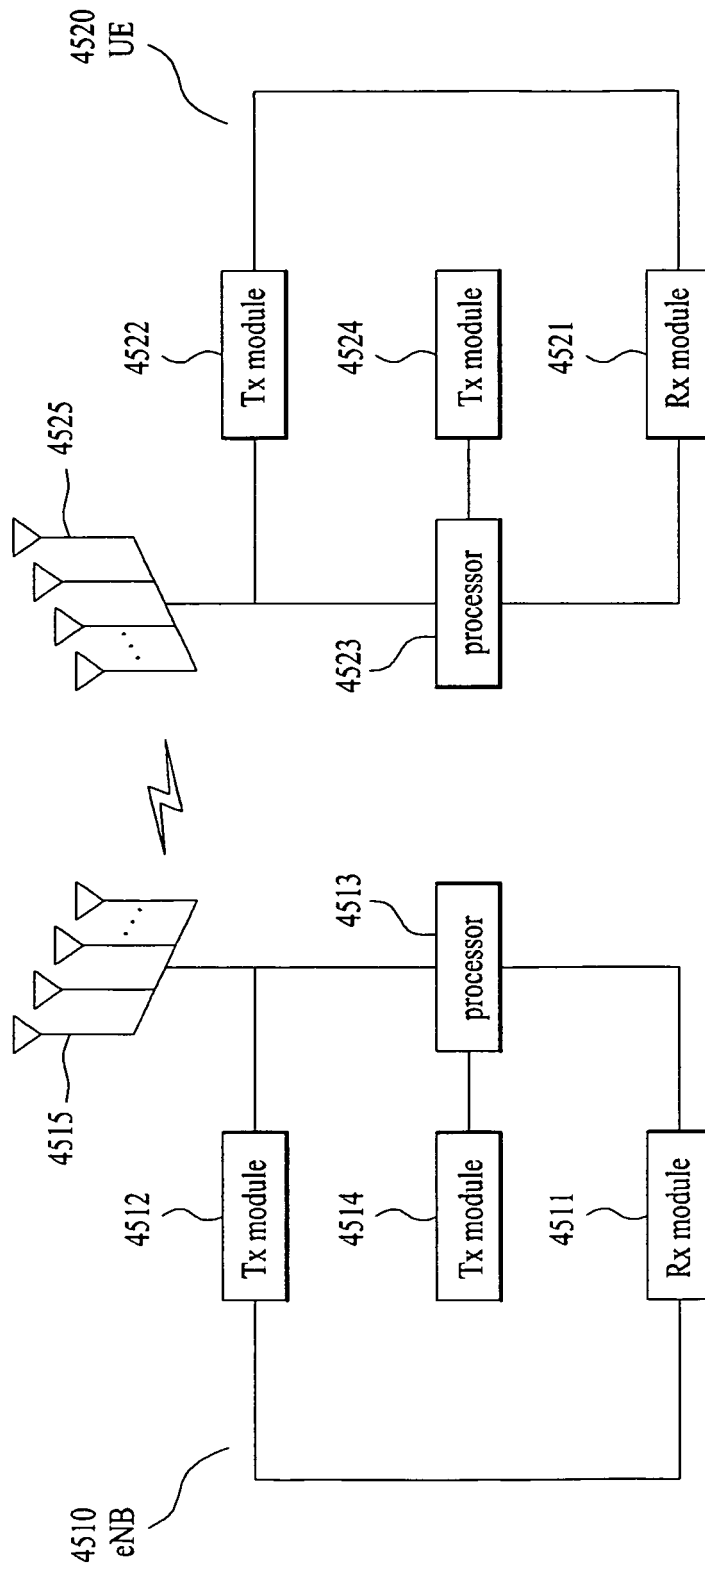 4510
eNB
4515
4512
Tx module
4514
Tx module
4511
Rx module
4513
processor
4520
UE
4525
4522
Tx module
4523
processor
4524
Tx module
4521
Rx module